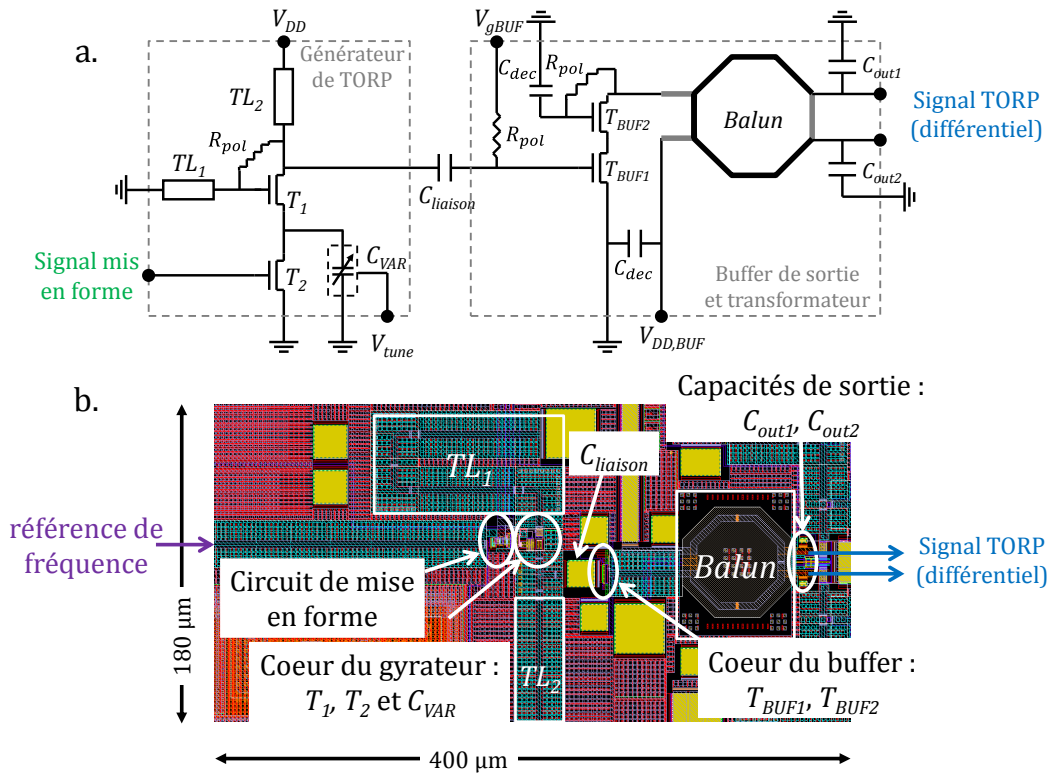 a.
V_DD
Générateur
de TORP
TL_2
R_pol
TL_1
T_1
C_liaison
Signal mis
en forme
T_2
C_VAR
V_tune
V_gBUF
C_dec
R_pol
R_pol
T_BUF2
T_BUF1
C_dec
V_DD,BUF
Balun
C_out1
Signal TORP
(différentiel)
C_out2
Buffer de sortie
et transformateur
b.
Capacités de sortie :
C_out1, C_out2
TL_1
C_liaison
référence de
fréquence
Circuit de mise
en forme
Balun
Signal TORP
(différentiel)
Coeur du gyrateur :
T_1, T_2 et C_VAR
TL_2
Coeur du buffer :
T_BUF1, T_BUF2
180 µm
400 µm